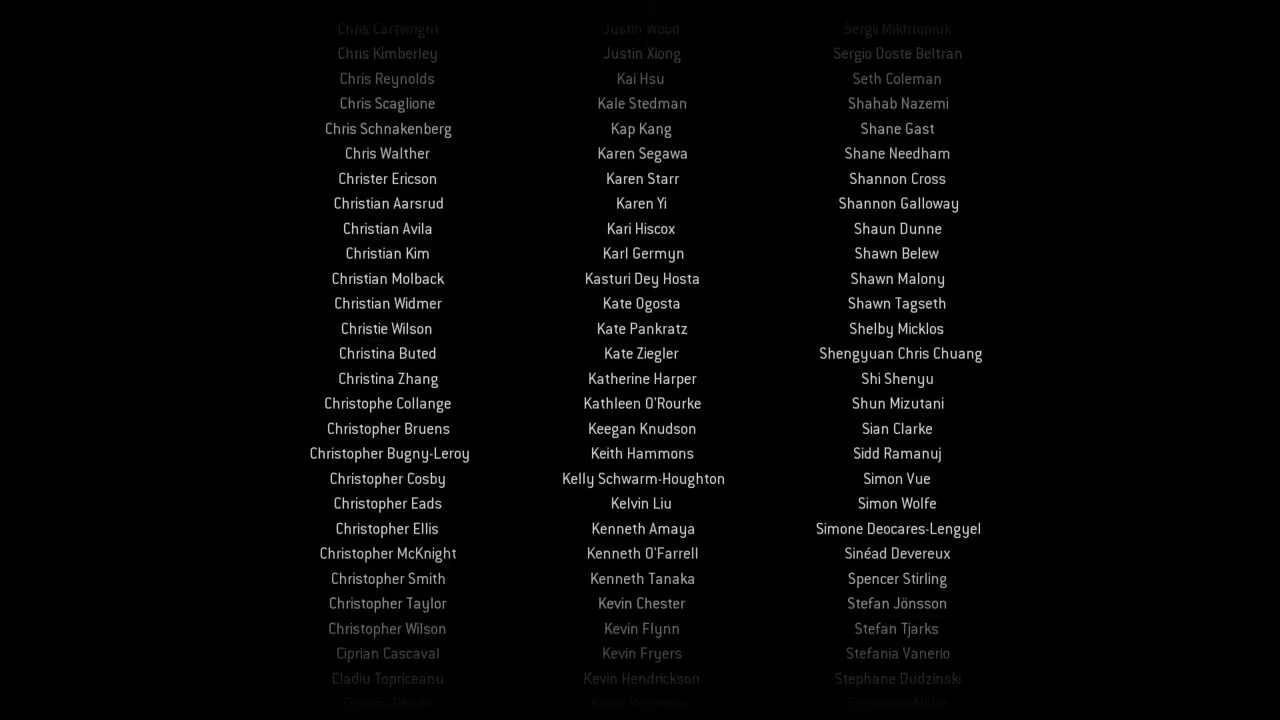 Chris Cartwright
Chris Kimberley
Chris Reynolds
Chris Scaglione
Chris Schnakenberg
Chris Walther
Christer Ericson
Christian Aarsrud
Christian Avila
Christian Kim
Christian Molback
Christian Widmer
Christie Wilson
Christina Buted
Christina Zhang
Christophe Collange
Christopher Bruens
Christopher Bugny-Leroy
Christopher Cosby
Christopher Eads
Christopher Ellis
Christopher McKnight
Christopher Smith
Christopher Taylor
Christopher Wilson
Ciprian Cascaval
Cladiu Topriceanu
Justin Wood
Justin Xiong
Kai Hsu
Kale Stedman
Kap Kang
Karen Segawa
Karen Starr
Karen Yi
Kari Hiscox
Karl Germyn
Kasturi Dey Hosta
Kate Ogosta
Kate Pankratz
Kate Ziegler
Katherine Harper
Kathleen O'Rourke
Keegan Knudson
Keith Hammons
Kelly Schwarm-Houghton
Kelvin Liu
Kenneth Amaya
Kenneth O'Farrell
Kenneth Tanaka
Kevin Chester
Kevin Flynn
Kevin Fryers
Kevin Hendrickson
Sergii Mikhtoniuk
Sergio Doste Beltran
Seth Coleman
Shahab Nazemi
Shane Gast
Shane Needham
Shannon Cross
Shannon Galloway
Shaun Dunne
Shawn Belew
Shawn Malony
Shawn Tagseth
Shelby Micklos
Shengyuan Chris Chuang
Shi Shenyu
Shun Mizutani
Sian Clarke
Sidd Ramanuj
Simon Vue
Simon Wolfe
Simone Deocares-Lengyel
Sinéad Devereux
Spencer Stirling
Stefan Jönsson
Stefan Tjarks
Stefania Vanerio
Stephane Dudzinski